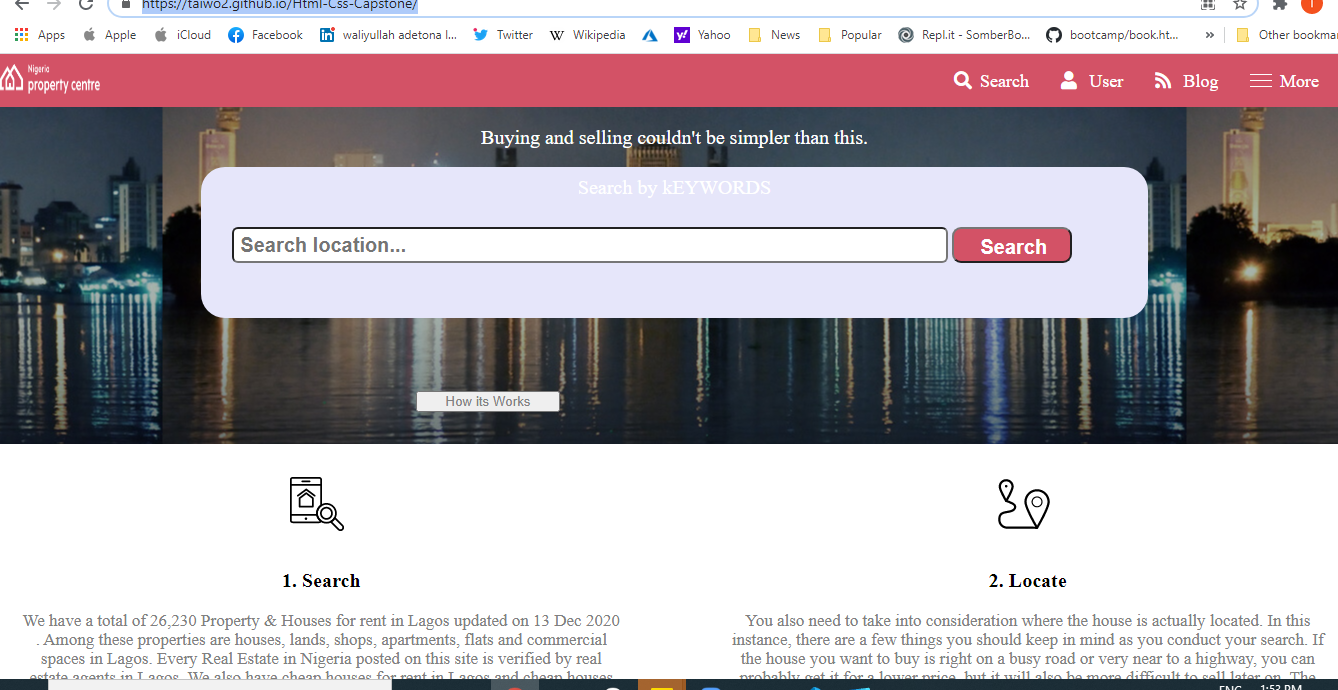 https://taiwo2.github.io/Html-Css-Capstone/
Apps Apple iCloud Facebook waliyullah adetona l... Twitter Wikipedia Yahoo News Popular Repl.it - SomberBo... bootcamp/book.ht... » Other bookmar
Nigeria
property centre
Search User Blog More
Buying and selling couldn't be simpler than this.
Search by kEYWORDS
Search location... Search
How its Works
1. Search
We have a total of 26,230 Property & Houses for rent in Lagos updated on 13 Dec 2020
. Among these properties are houses, lands, shops, apartments, flats and commercial
spaces in Lagos. Every Real Estate in Nigeria posted on this site is verified by real
estate agents in Lagos. We also have cheap houses for rent in Lagos and cheap houses
2. Locate
You also need to take into consideration where the house is actually located. In this
instance, there are a few things you should keep in mind as you conduct your search. If
the house you want to buy is right on a busy road or very near to a highway, you can
probably get it for a lower price, but it will also be more difficult to sell later on. The
ENG 1:53 PM